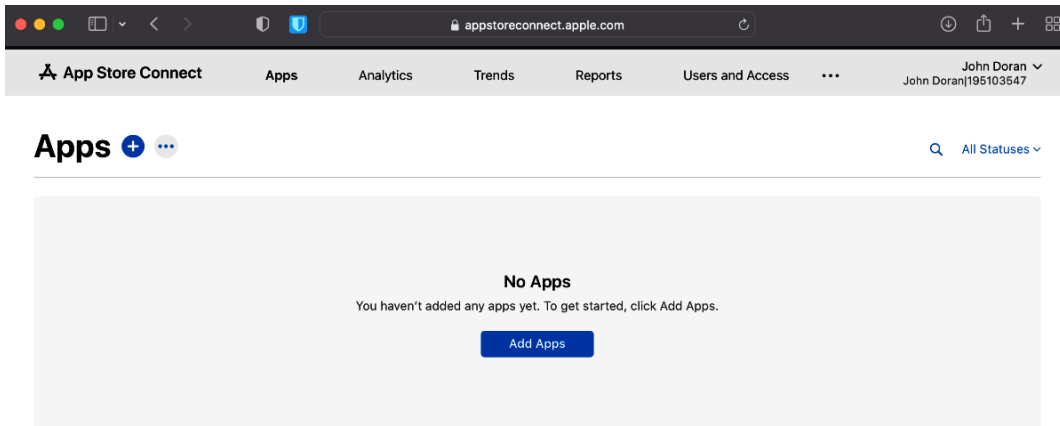 appstoreconnect.apple.com
App Store Connect Apps Analytics Trends Reports Users and Access ••• John Doran
John Doran|195103547
Apps
All Statuses
No Apps
You haven't added any apps yet. To get started, click Add Apps.
Add Apps